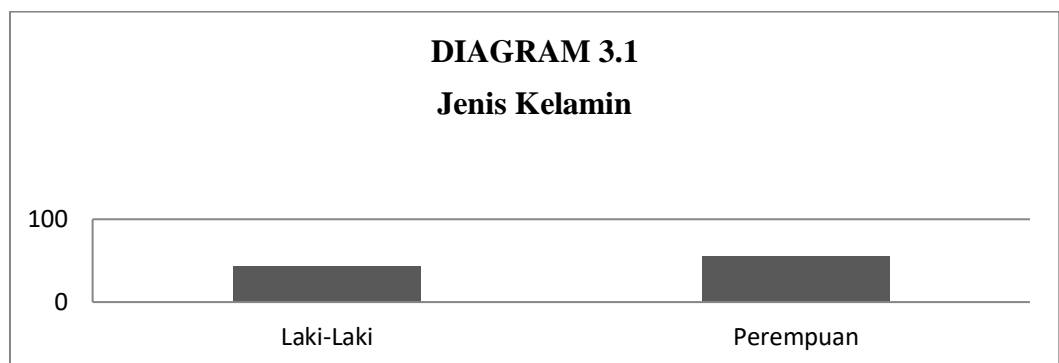 DIAGRAM 3.1
Jenis Kelamin
100
0
Laki-Laki
Perempuan